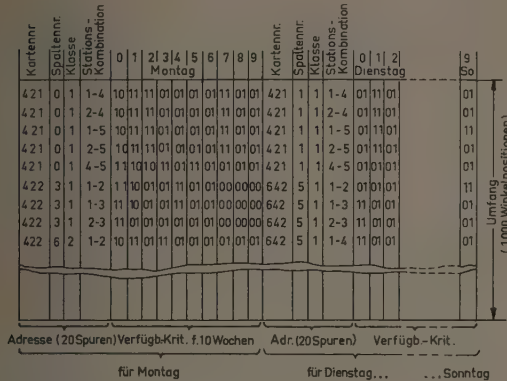 Kartennr. Spaltennr. Klasse Stations-Kombination 0 1 2 3 4 5 6 7 8 9 Kartennr. Spaltennr. Klasse Stations-Kombination 0 1 2 9
Montag Dienstag So
421 0 1 1-4 10 11 11 01 01 01 01 11 01 01 421 1 1 1-4 01 11 01 01
421 0 1 2-4 10 11 11 01 01 01 01 11 01 01 421 1 1 2-4 01 11 01 01
421 0 1 1-5 10 11 11 01 01 01 01 11 01 01 421 1 1 1-5 01 01 01 11
421 0 1 2-5 10 11 11 01 01 01 01 11 01 01 421 1 1 2-5 01 01 01 01
421 0 1 4-5 11 10 10 11 01 01 01 01 01 01 421 1 1 4-5 01 01 01 01
422 3 1 1-2 11 10 01 01 11 01 01 00 00 00 642 5 1 1-2 01 01 01 11
422 3 1 1-3 11 10 01 01 01 01 01 00 00 00 642 5 1 1-3 11 01 01 01
422 3 1 2-3 11 01 01 01 01 01 01 00 00 00 642 5 1 2-3 11 01 01 01
422 6 2 1-2 10 11 01 11 01 01 01 01 01 01 642 5 1 1-4 11 01 01 01
Umfang
(1000 Winkelpositionen)
Adresse (20 Spuren) Verfügb.-Krit. f. 10 Wochen Adr. (20 Spuren) Verfügb.-Krit.
für Montag für Dienstag... ...Sonntag